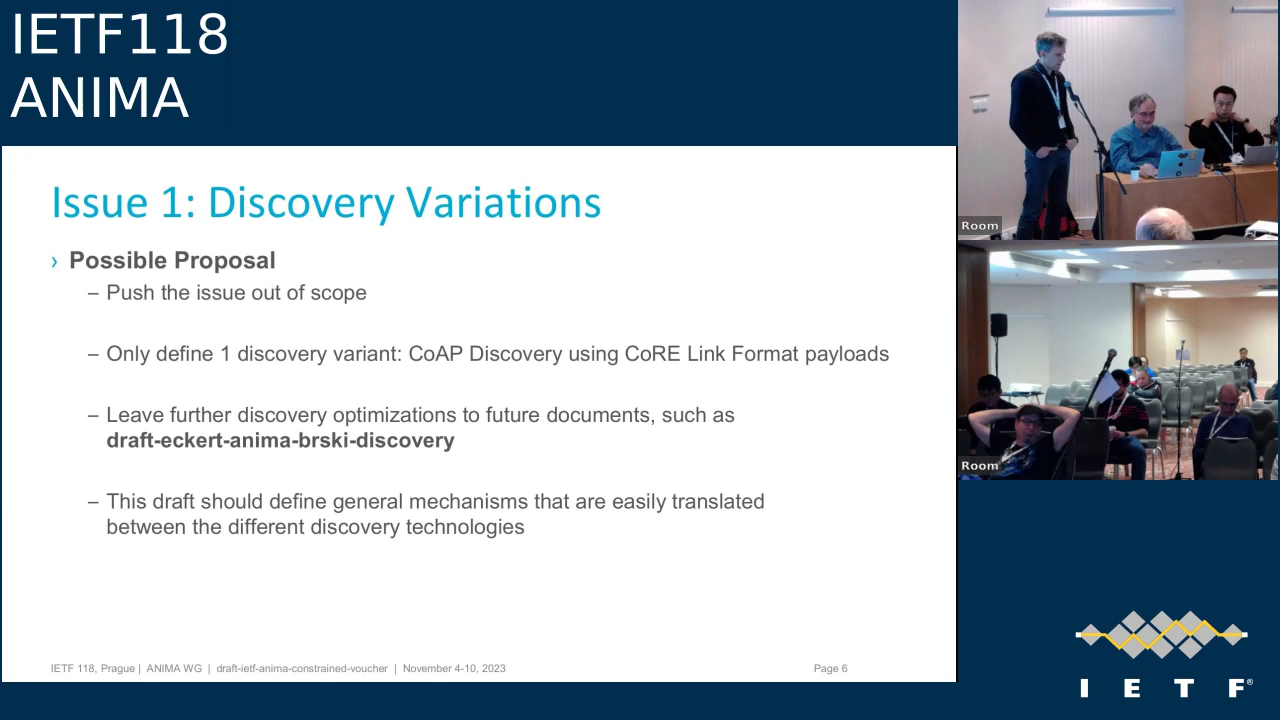 IETF118
ANIMA
Issue 1: Discovery Variations
› Possible Proposal
– Push the issue out of scope
– Only define 1 discovery variant: CoAP Discovery using CoRE Link Format payloads
– Leave further discovery optimizations to future documents, such as
draft-eckert-anima-brski-discovery
– This draft should define general mechanisms that are easily translated
between the different discovery technologies
IETF 118, Prague | ANIMA WG | draft-ietf-anima-constrained-voucher | November 4-10, 2023 Page 6
Room
Room
I E T F®